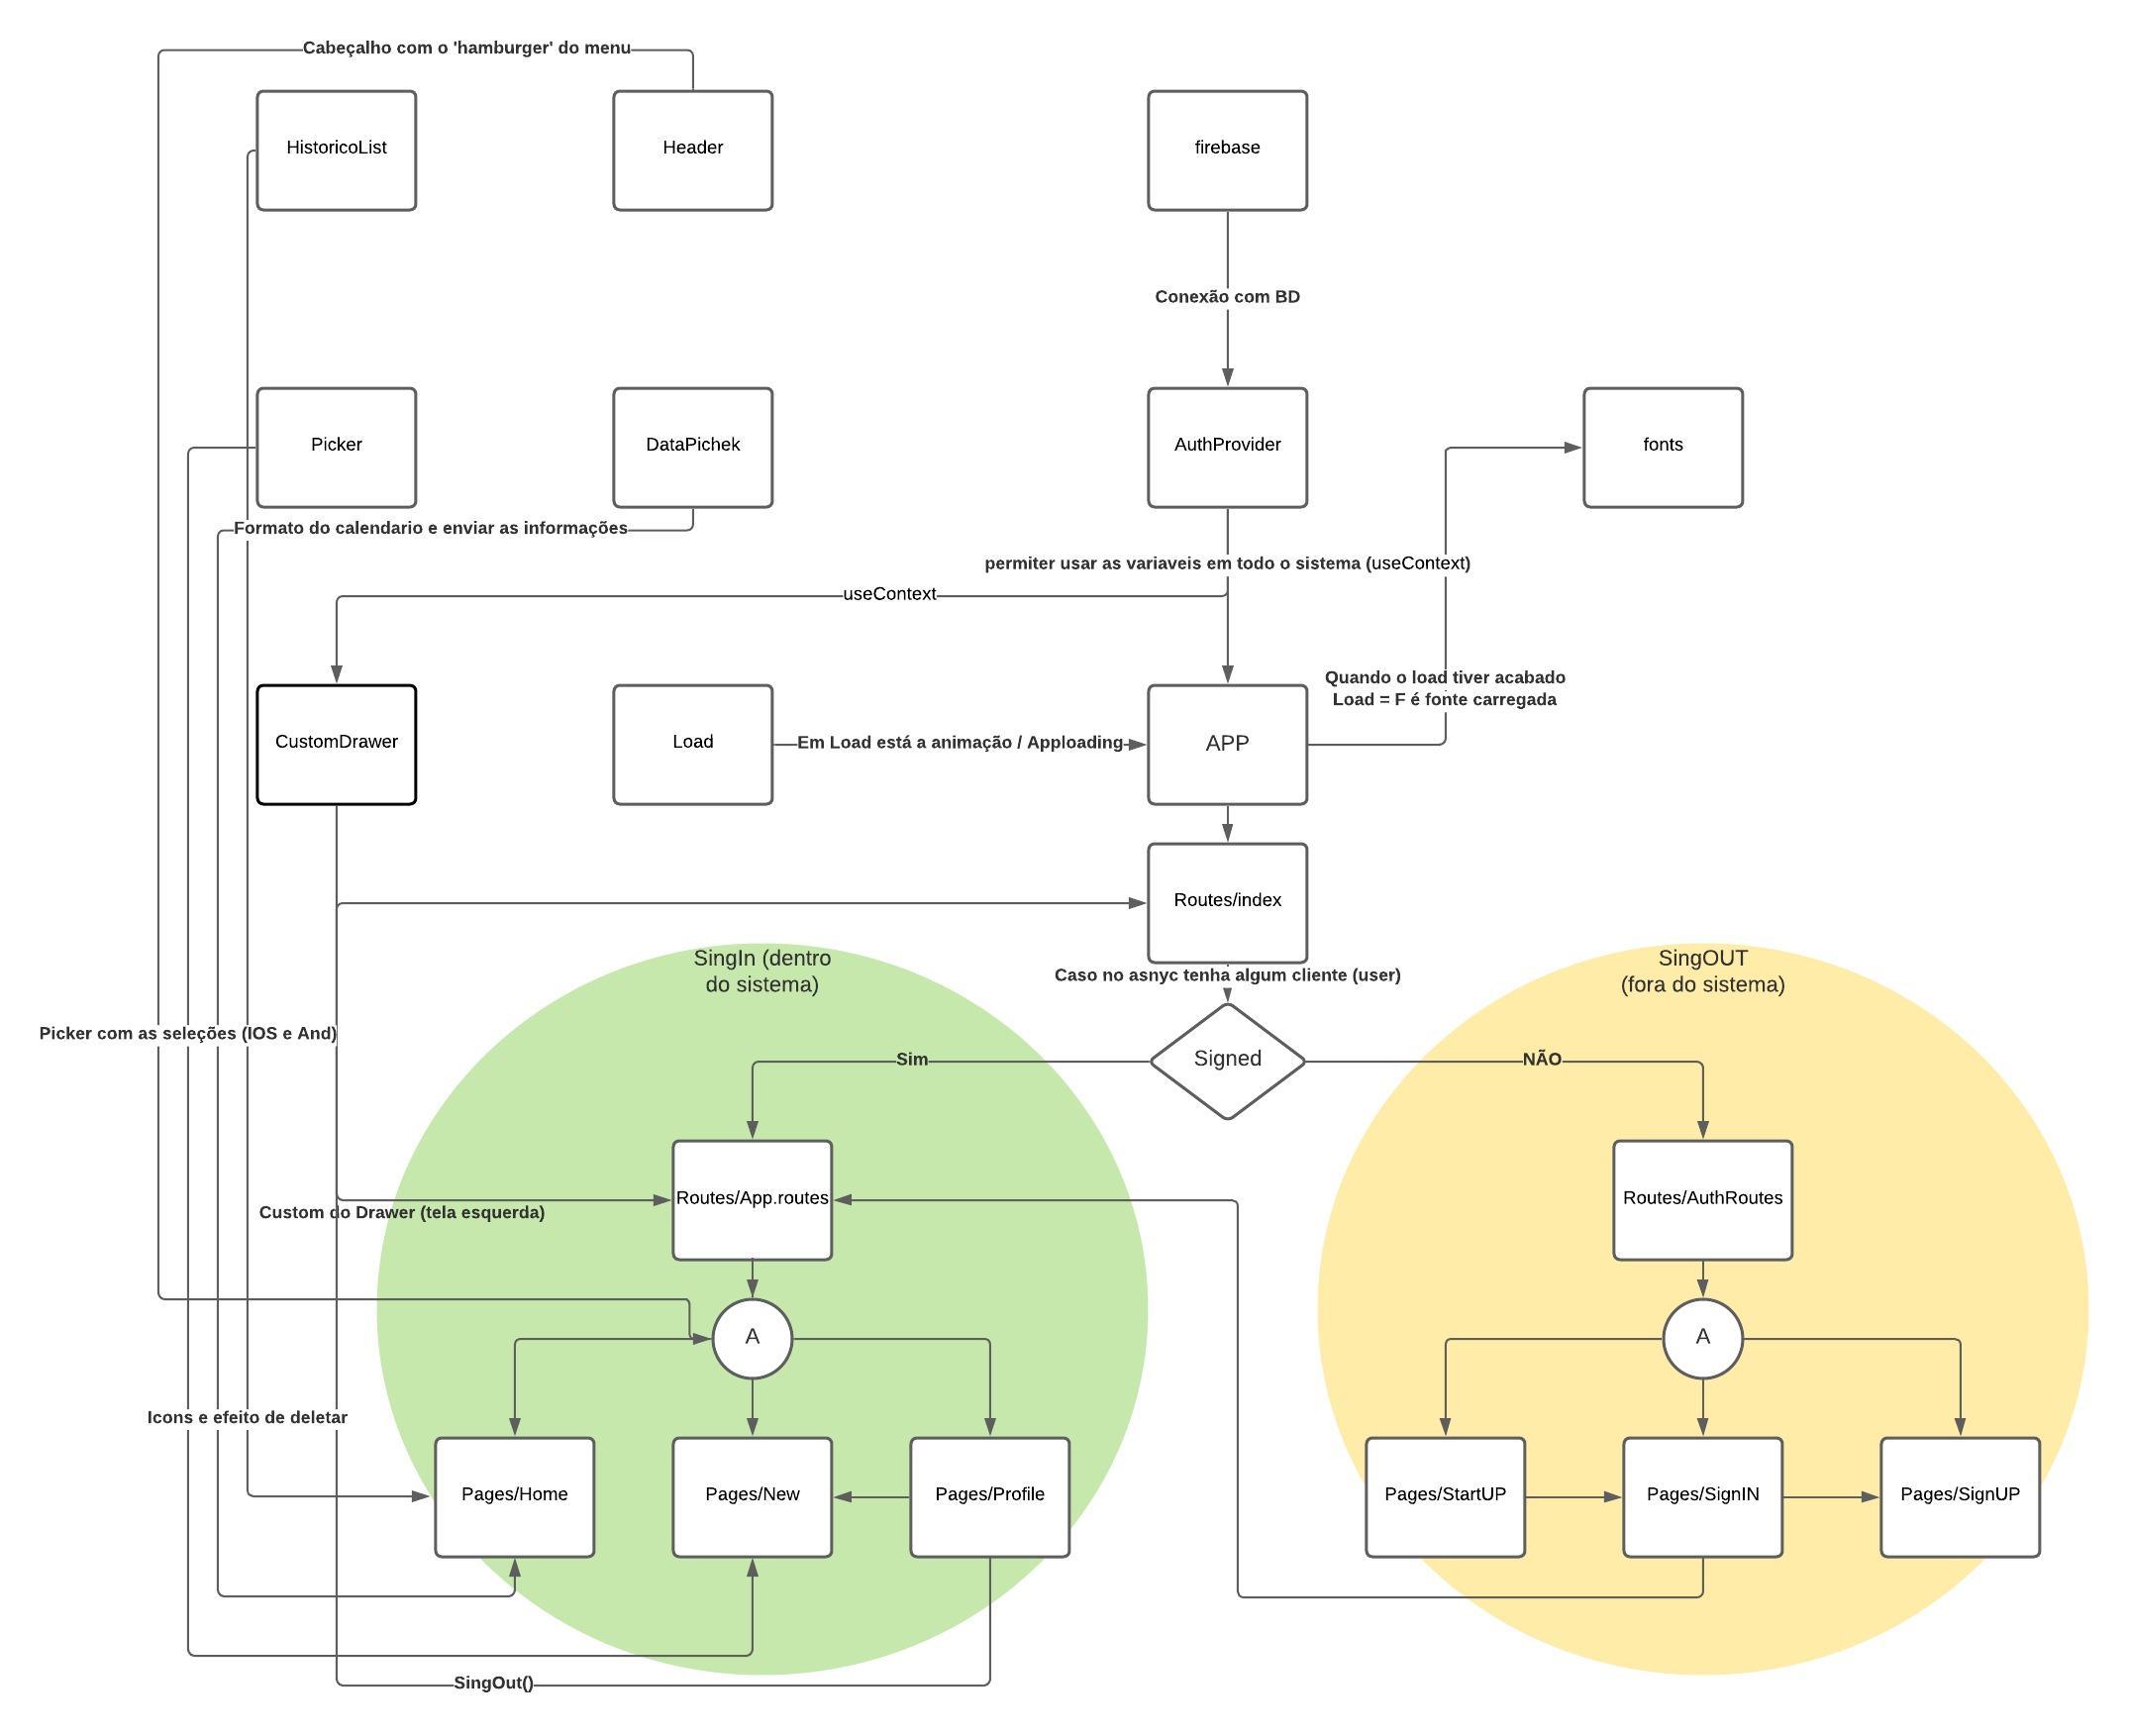 Cabeçalho com o 'hamburger' do menu
HistoricoList
Header
firebase
Conexão com BD
Picker
DataPichek
AuthProvider
fonts
Formato do calendario e enviar as informações
permiter usar as variaveis em todo o sistema (useContext)
useContext
Quando o load tiver acabado
Load = F é fonte carregada
CustomDrawer
Load
Em Load está a animação / Apploading
APP
Routes/index
SingIn (dentro
do sistema)
Caso no asnyc tenha algum cliente (user)
SingOUT
(fora do sistema)
Picker com as seleções (IOS e And)
Sim
Signed
NÃO
Routes/App.routes
Routes/AuthRoutes
Custom do Drawer (tela esquerda)
A
A
Icons e efeito de deletar
Pages/Home
Pages/New
Pages/Profile
Pages/StartUP
Pages/SignIN
Pages/SignUP
SingOut()